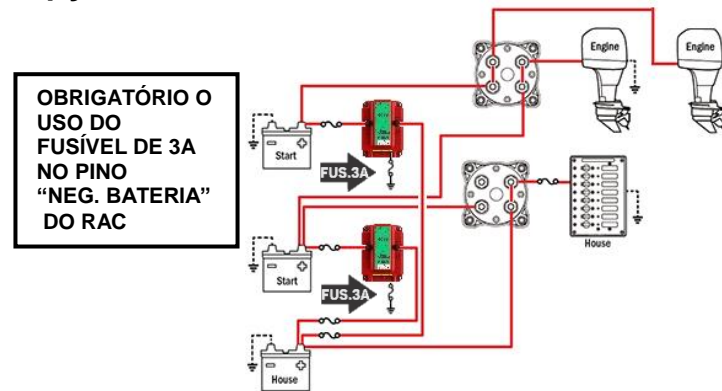 OBRIGATÓRIO O
USO DO
FUSÍVEL DE 3A
NO PINO
“NEG. BATERIA”
DO RAC
Engine
Engine
Start
FUS.3A
House
Start
FUS.3A
House